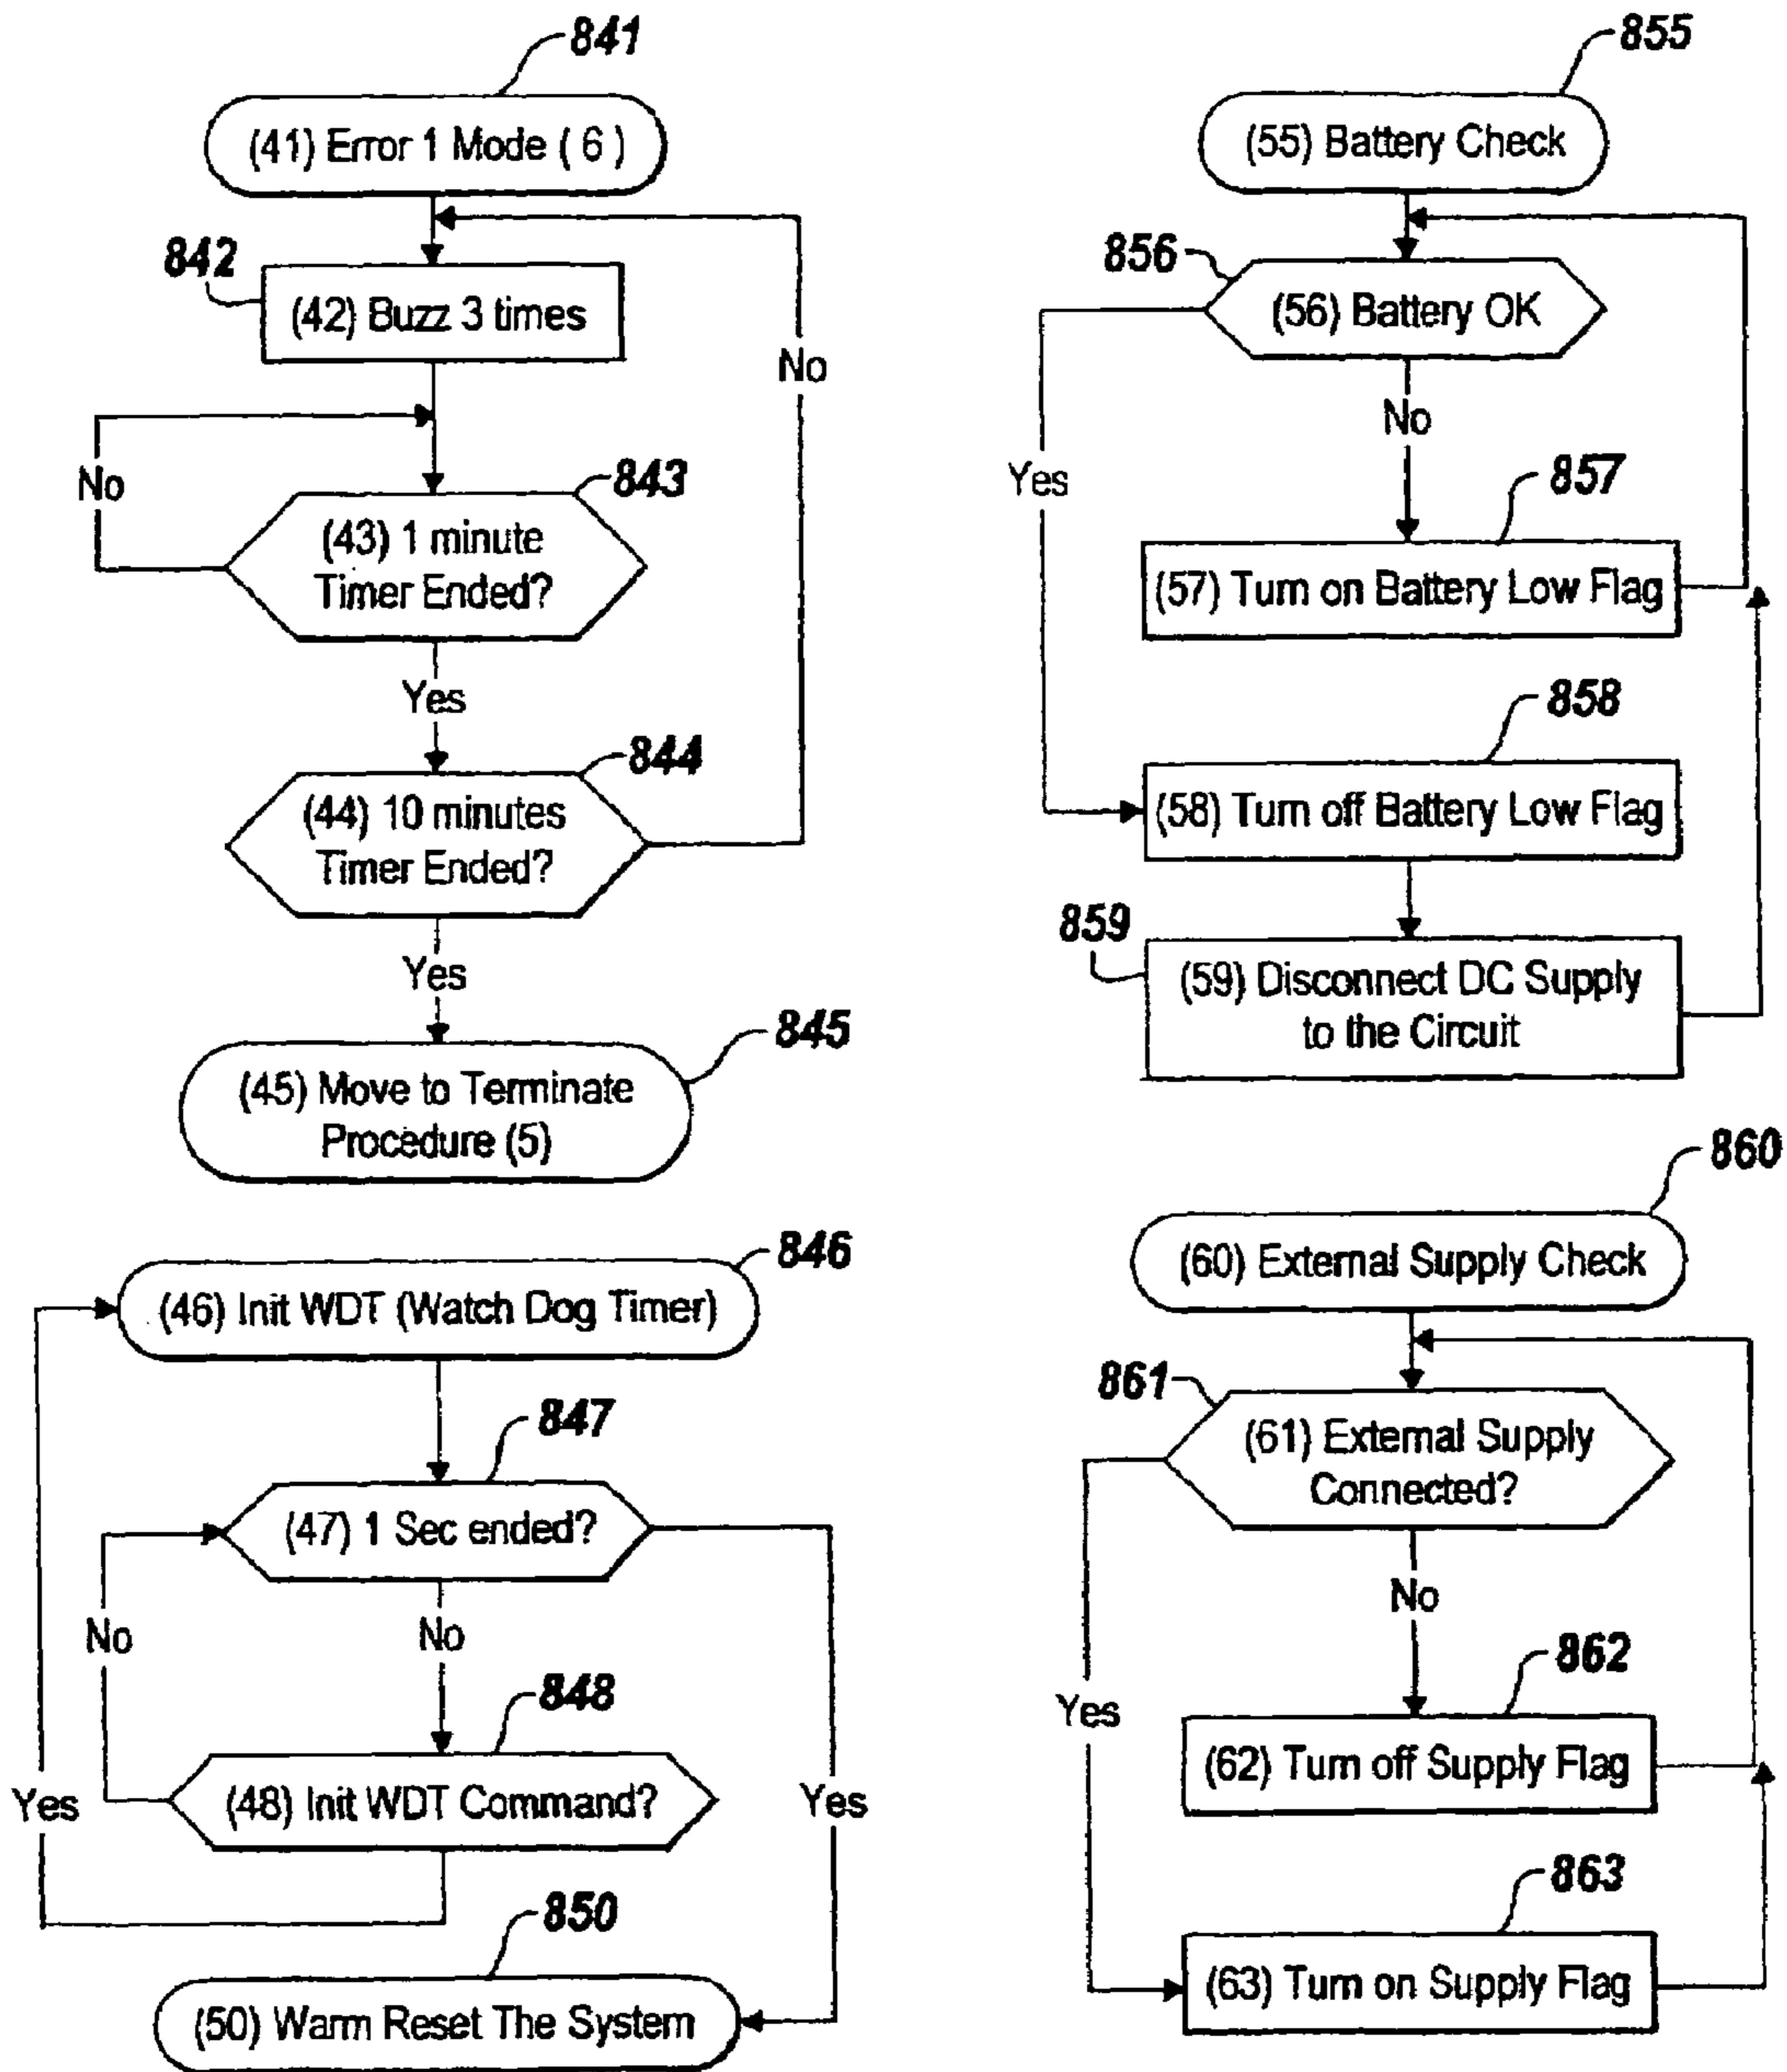 841
(41) Error 1 Mode ( 6 )
842
(42) Buzz 3 times
No
No
843
(43) 1 minute
Timer Ended?
Yes
844
(44) 10 minutes
Timer Ended?
Yes
845
(45) Move to Terminate
Procedure (5)
846
(46) Init WDT (Watch Dog Timer)
847
(47) 1 Sec ended?
No
No
848
(48) Init WDT Command?
Yes
Yes
850
(50) Warm Reset The System
855
(55) Battery Check
856
(56) Battery OK
No
Yes
857
(57) Turn on Battery Low Flag
858
(58) Turn off Battery Low Flag
859
(59) Disconnect DC Supply
to the Circuit
860
(60) External Supply Check
861
(61) External Supply
Connected?
No
Yes
862
(62) Turn off Supply Flag
863
(63) Turn on Supply Flag